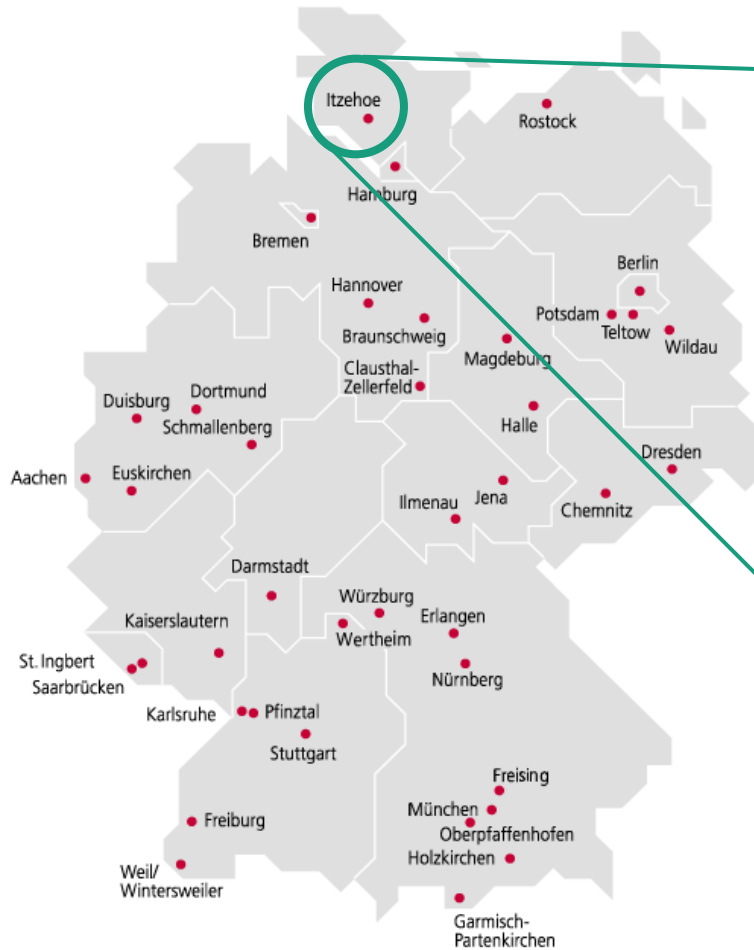 Itzehoe
Rostock
Hamburg
Bremen
Berlin
Hannover
Potsdam
Teltow
Braunschweig
Wildau
Magdeburg
Clausthal-
Zellerfeld
Duisburg
Dortmund
Schmallenberg
Halle
Dresden
Aachen
Euskirchen
Jena
Ilmenau
Chemnitz
Darmstadt
Würzburg
Kaiserslautern
Erlangen
Wertheim
St. Ingbert
Saarbrücken
Nürnberg
Karlsruhe
Pfinztal
Stuttgart
Freising
München
Freiburg
Oberpfaffenhofen
Holzkirchen
Weil/
Wintersweiler
Garmisch-
Partenkirchen